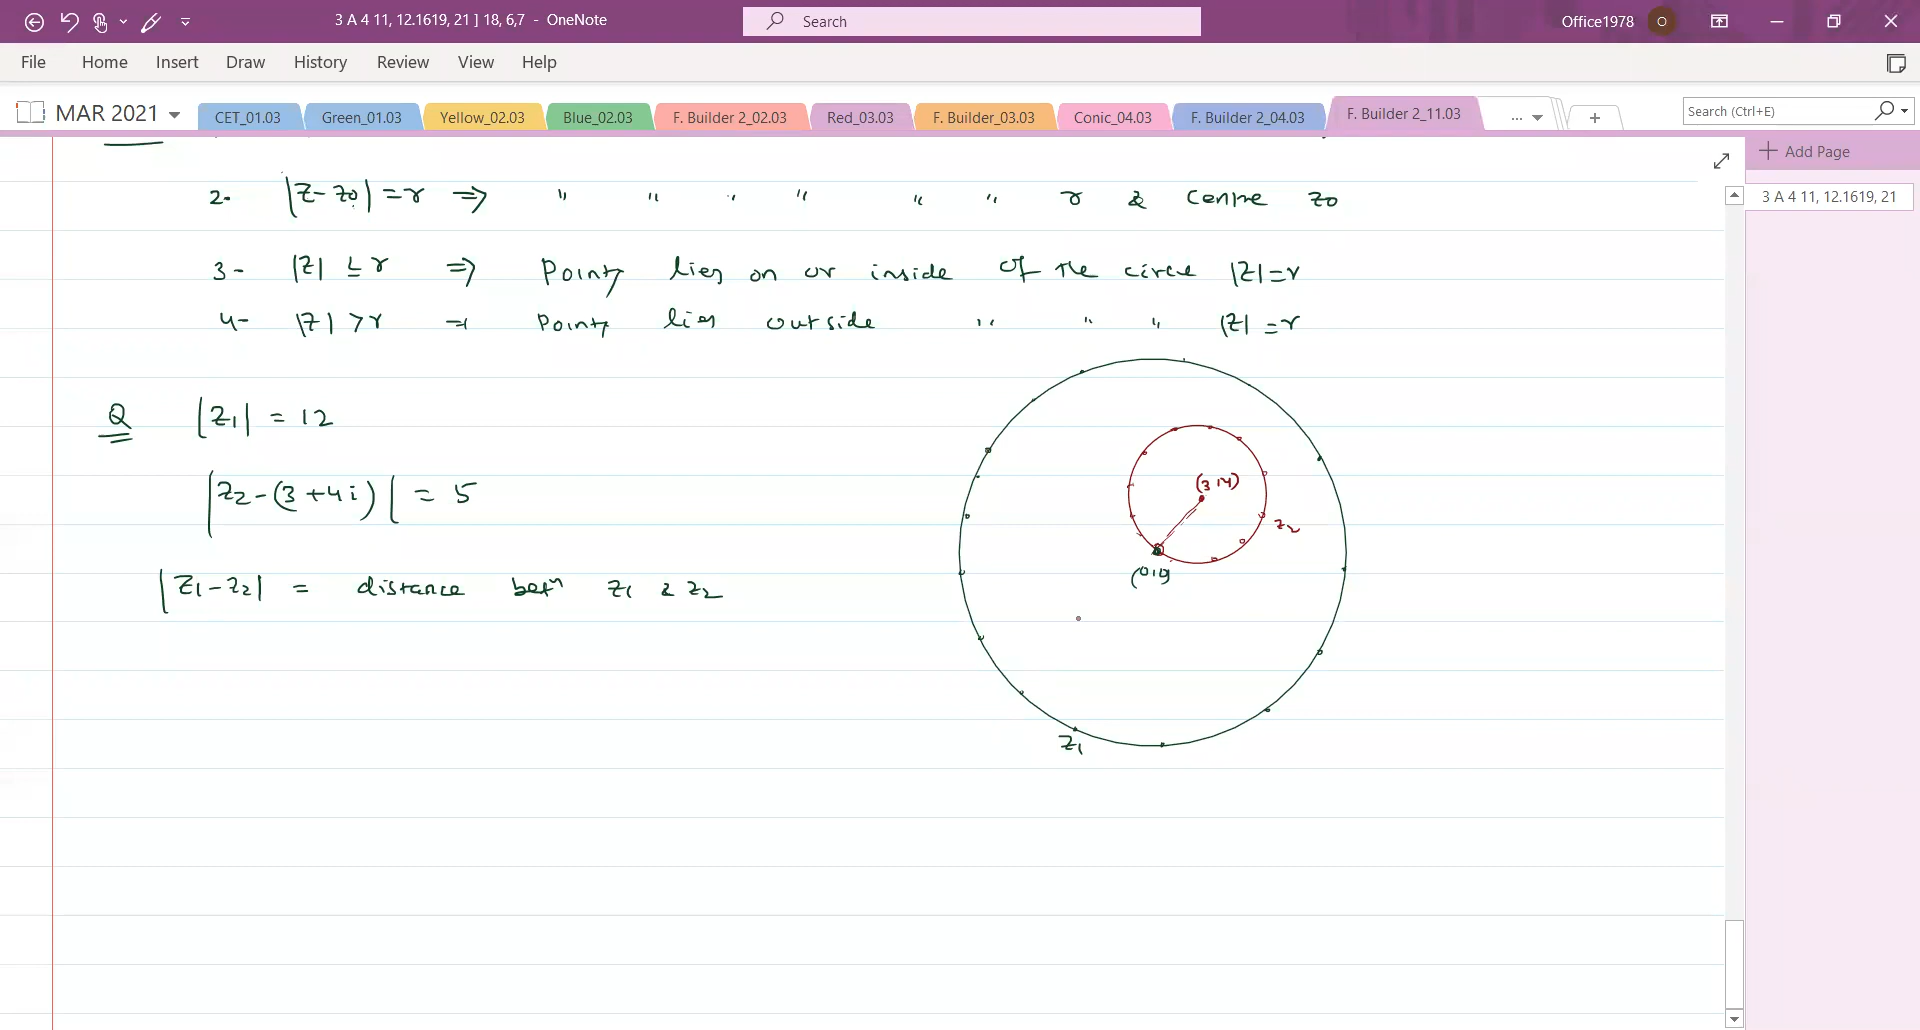 3 A 4 11, 12.1619, 21 ] 18, 6,7 - OneNote
Search
Office1978
O
File Home Insert Draw History Review View Help
MAR 2021
CET_01.03 Green_01.03 Yellow_02.03 Blue_02.03 F. Builder 2_02.03 Red_03.03 F. Builder_03.03 Conic_04.03 F. Builder 2_04.03 F. Builder 2_11.03 ... +
Search (Ctrl+E)
+ Add Page
3 A 4 11, 12.1619, 21
2- |z-z0| = r ⇒ " " " " " " r & centre z0
3- |z| ≤ r ⇒ Points lies on or inside of the circle |z|=r
4- |z| > r ⇒ Points lies outside " " " |z| =r
Q |z1| = 12
|z2-(3+4i)| = 5
|z1-z2| = distance betn z1 & z2
(3,4)
z2
(0,0)
z1